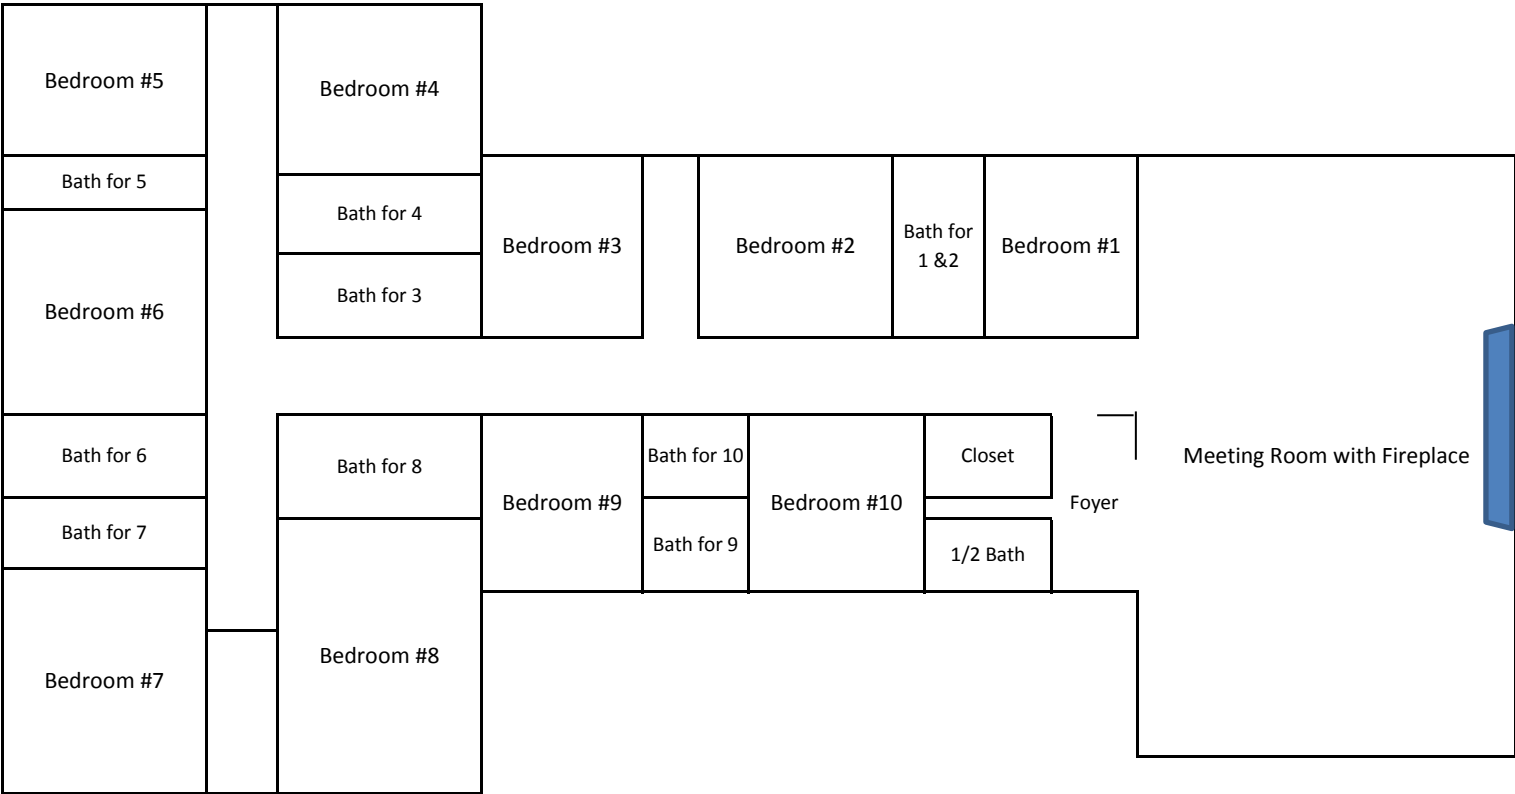 Bedroom #5
Bedroom #4
Bath for 5
Bath for 4
Bedroom #3
Bedroom #2
Bath for
1 &2
Bedroom #1
Bath for 3
Bedroom #6
Bath for 6
Bath for 8
Bath for 10
Closet
Meeting Room with Fireplace
Bedroom #9
Bedroom #10
Foyer
Bath for 7
Bath for 9
1/2 Bath
Bedroom #8
Bedroom #7